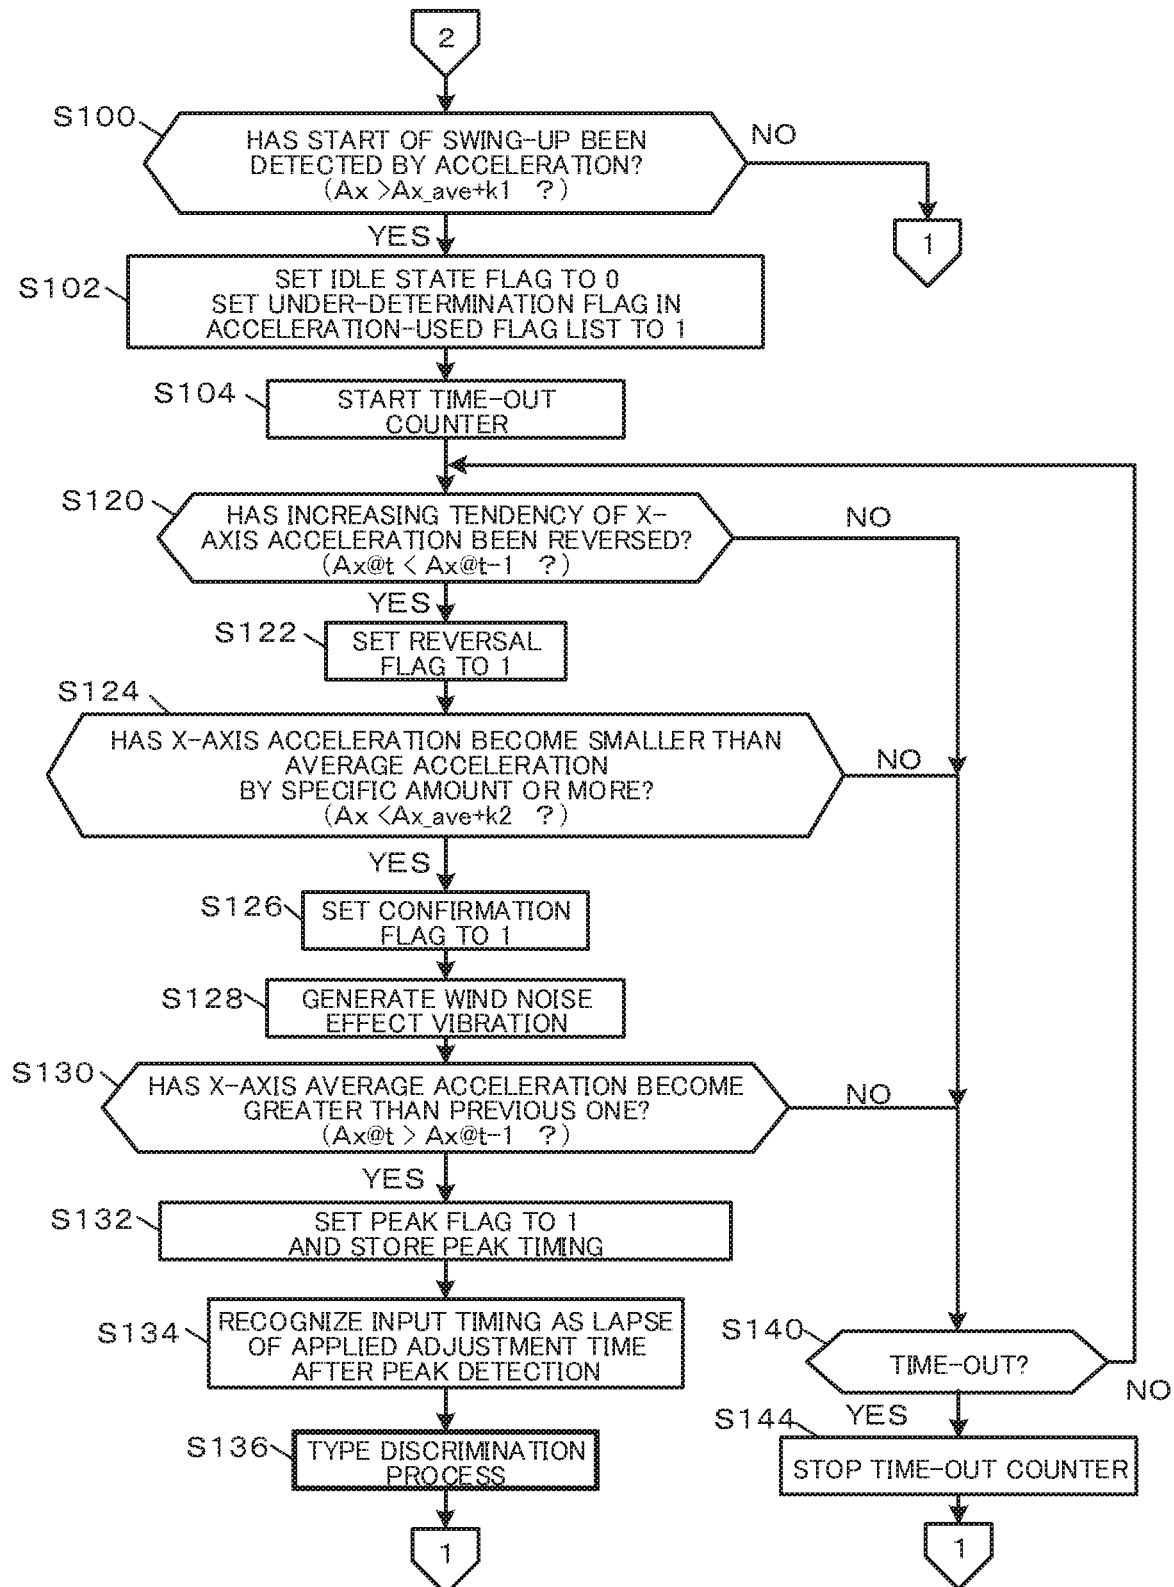 2
S100
HAS START OF SWING-UP BEEN
DETECTED BY ACCELERATION?
(Ax >Ax_ave+k1 ?)
NO
1
YES
S102
SET IDLE STATE FLAG TO 0
SET UNDER-DETERMINATION FLAG IN
ACCELERATION-USED FLAG LIST TO 1
S104
START TIME-OUT
COUNTER
S120
HAS INCREASING TENDENCY OF X-
AXIS ACCELERATION BEEN REVERSED?
(Ax@t < Ax@t-1 ?)
NO
YES
S122
SET REVERSAL
FLAG TO 1
S124
HAS X-AXIS ACCELERATION BECOME SMALLER THAN
AVERAGE ACCELERATION
BY SPECIFIC AMOUNT OR MORE?
(Ax <Ax_ave+k2 ?)
NO
YES
S126
SET CONFIRMATION
FLAG TO 1
S128
GENERATE WIND NOISE
EFFECT VIBRATION
S130
HAS X-AXIS AVERAGE ACCELERATION BECOME
GREATER THAN PREVIOUS ONE?
(Ax@t > Ax@t-1 ?)
NO
YES
S132
SET PEAK FLAG TO 1
AND STORE PEAK TIMING
S134
RECOGNIZE INPUT TIMING AS LAPSE
OF APPLIED ADJUSTMENT TIME
AFTER PEAK DETECTION
S136
TYPE DISCRIMINATION
PROCESS
1
S140
TIME-OUT?
NO
YES
S144
STOP TIME-OUT COUNTER
1